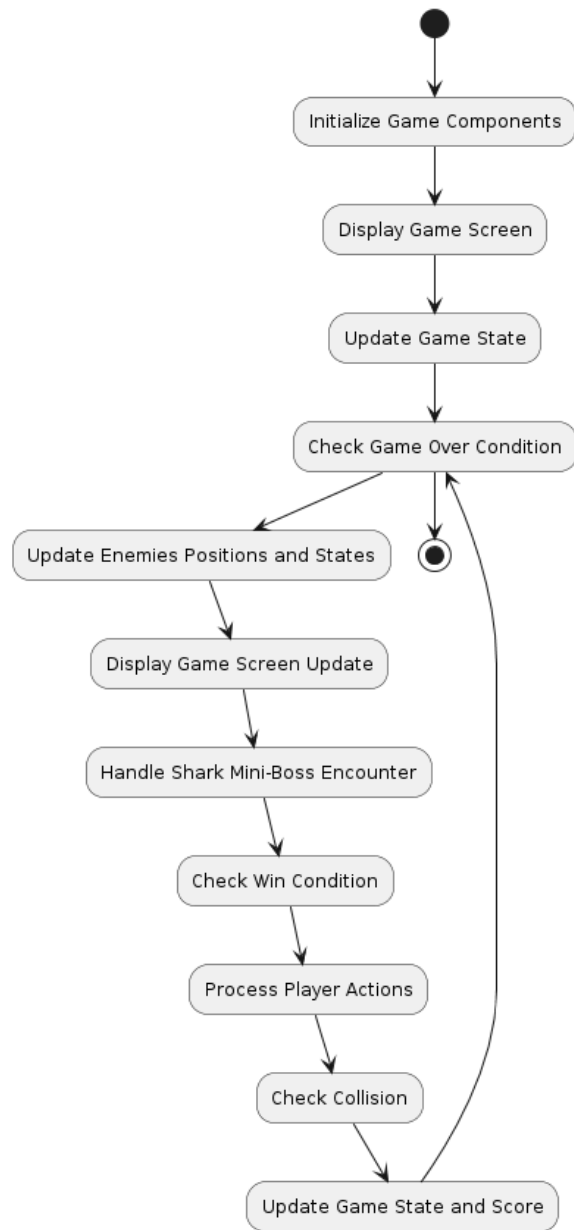 Initialize Game Components
Display Game Screen
Update Game State
Check Game Over Condition
Update Enemies Positions and States
Display Game Screen Update
Handle Shark Mini-Boss Encounter
Check Win Condition
Process Player Actions
Check Collision
Update Game State and Score